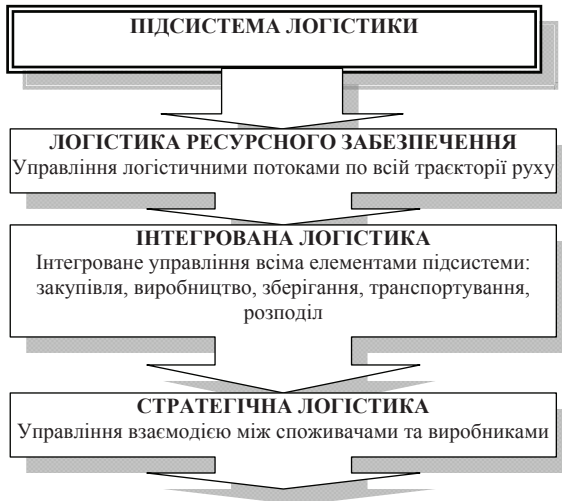 ПІДСИСТЕМА ЛОГІСТИКИ
ЛОГІСТИКА РЕСУРСНОГО ЗАБЕЗПЕЧЕННЯ
Управління логістичними потоками по всій траєкторії руху
ІНТЕГРОВАНА ЛОГІСТИКА
Інтегроване управління всіма елементами підсистеми:
закупівля, виробництво, зберігання, транспортування,
розподіл
СТРАТЕГІЧНА ЛОГІСТИКА
Управління взаємодією між споживачами та виробниками